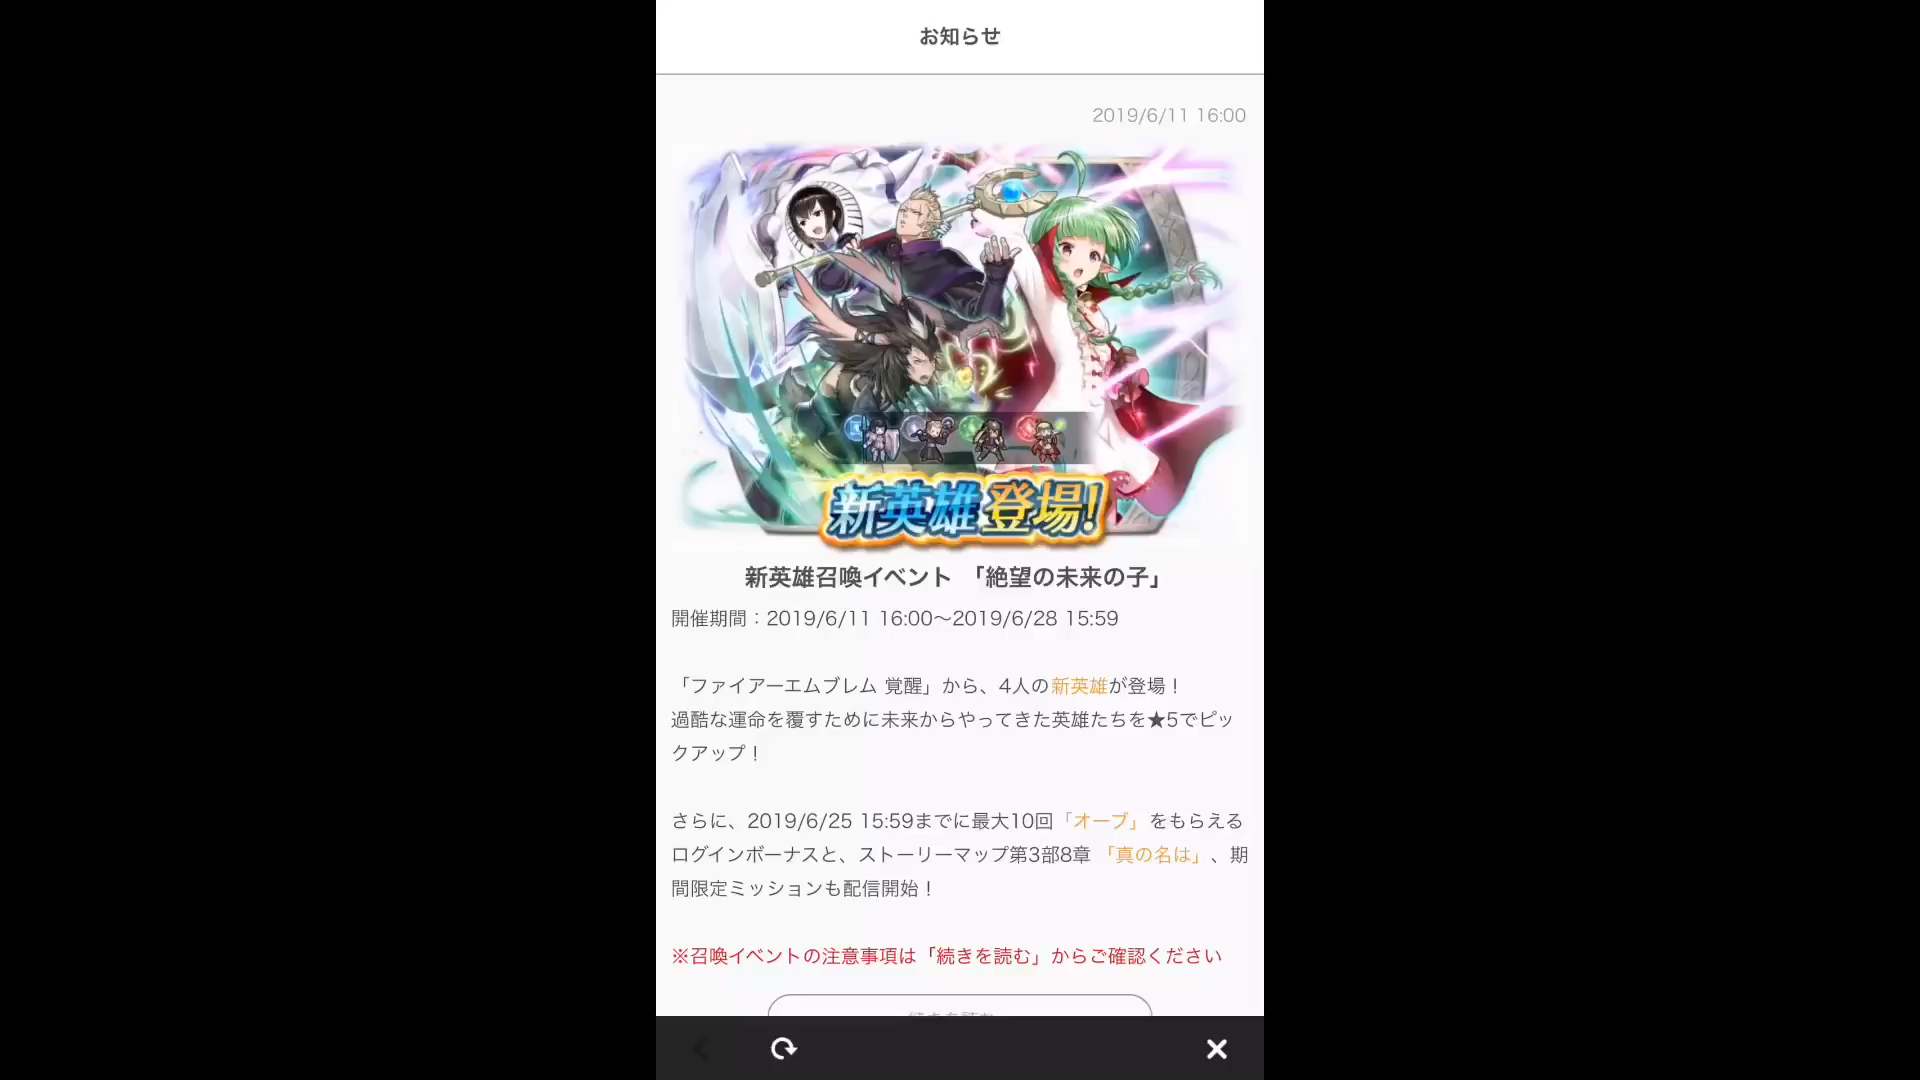 お知らせ
2019/6/11 16:00
新英雄登場!
新英雄召喚イベント 「絶望の未来の子」
開催期間：2019/6/11 16:00～2019/6/28 15:59
「ファイアーエムブレム 覚醒」から、4人の新英雄が登場！
過酷な運命を覆すために未来からやってきた英雄たちを★5でピッ
クアップ！
さらに、2019/6/25 15:59までに最大10回「オーブ」をもらえる
ログインボーナスと、ストーリーマップ第3部8章 「真の名は」、期
間限定ミッションも配信開始！
※召喚イベントの注意事項は「続きを読む」からご確認ください